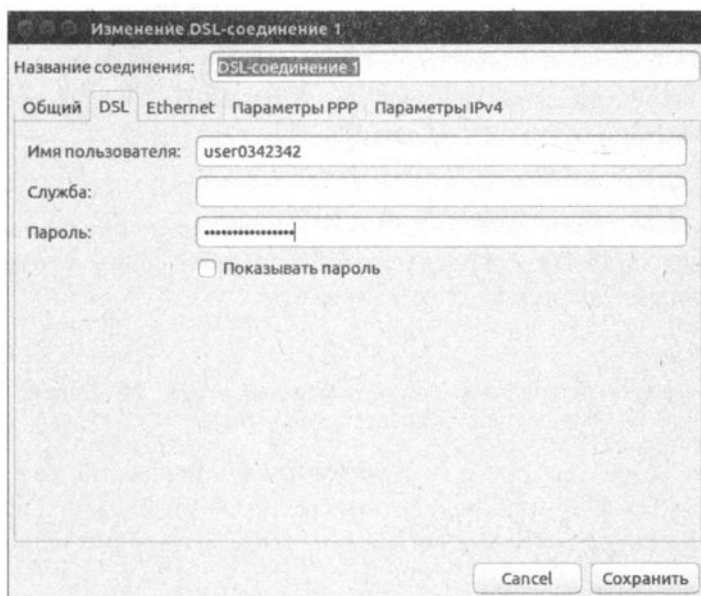 Изменение DSL-соединение 1
Название соединения: DSL-соединение 1
Общий DSL Ethernet Параметры PPP Параметры IPv4
Имя пользователя: user0342342
Служба:
Пароль: ••••••••••••••••
Показывать пароль
Cancel Сохранить